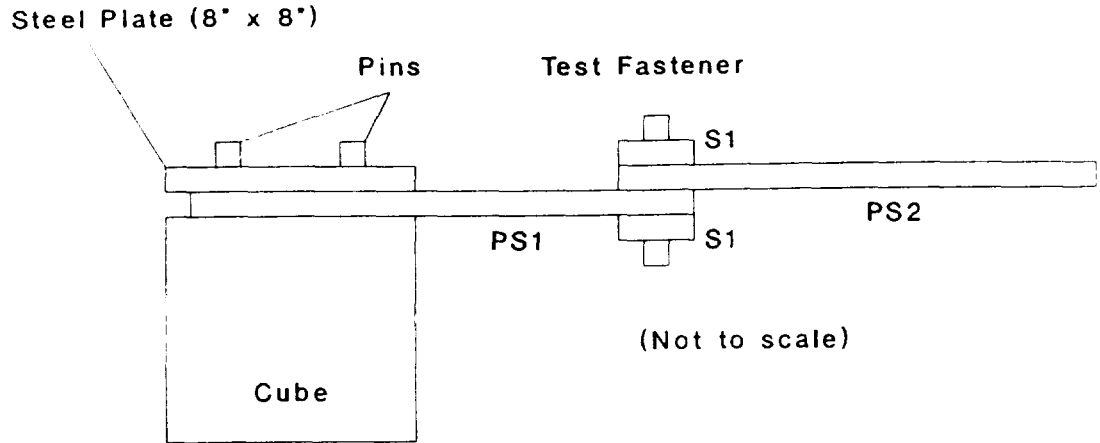 Steel Plate (8" x 8")
Pins
Test Fastener
S1
PS2
PS1
S1
(Not to scale)
Cube